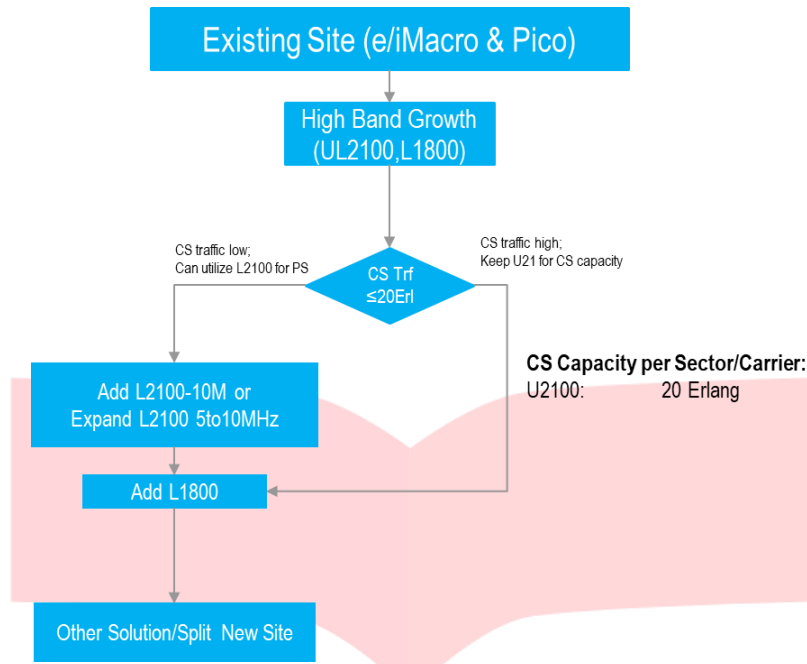 Existing Site (e/iMacro & Pico)
High Band Growth
(UL2100,L1800)
CS traffic low;
Can utilize L2100 for PS
CS Trf
≤20Erl
CS traffic high;
Keep U21 for CS capacity
CS Capacity per Sector/Carrier:
U2100: 20 Erlang
Add L2100-10M or
Expand L2100 5to10MHz
Add L1800
Other Solution/Split New Site